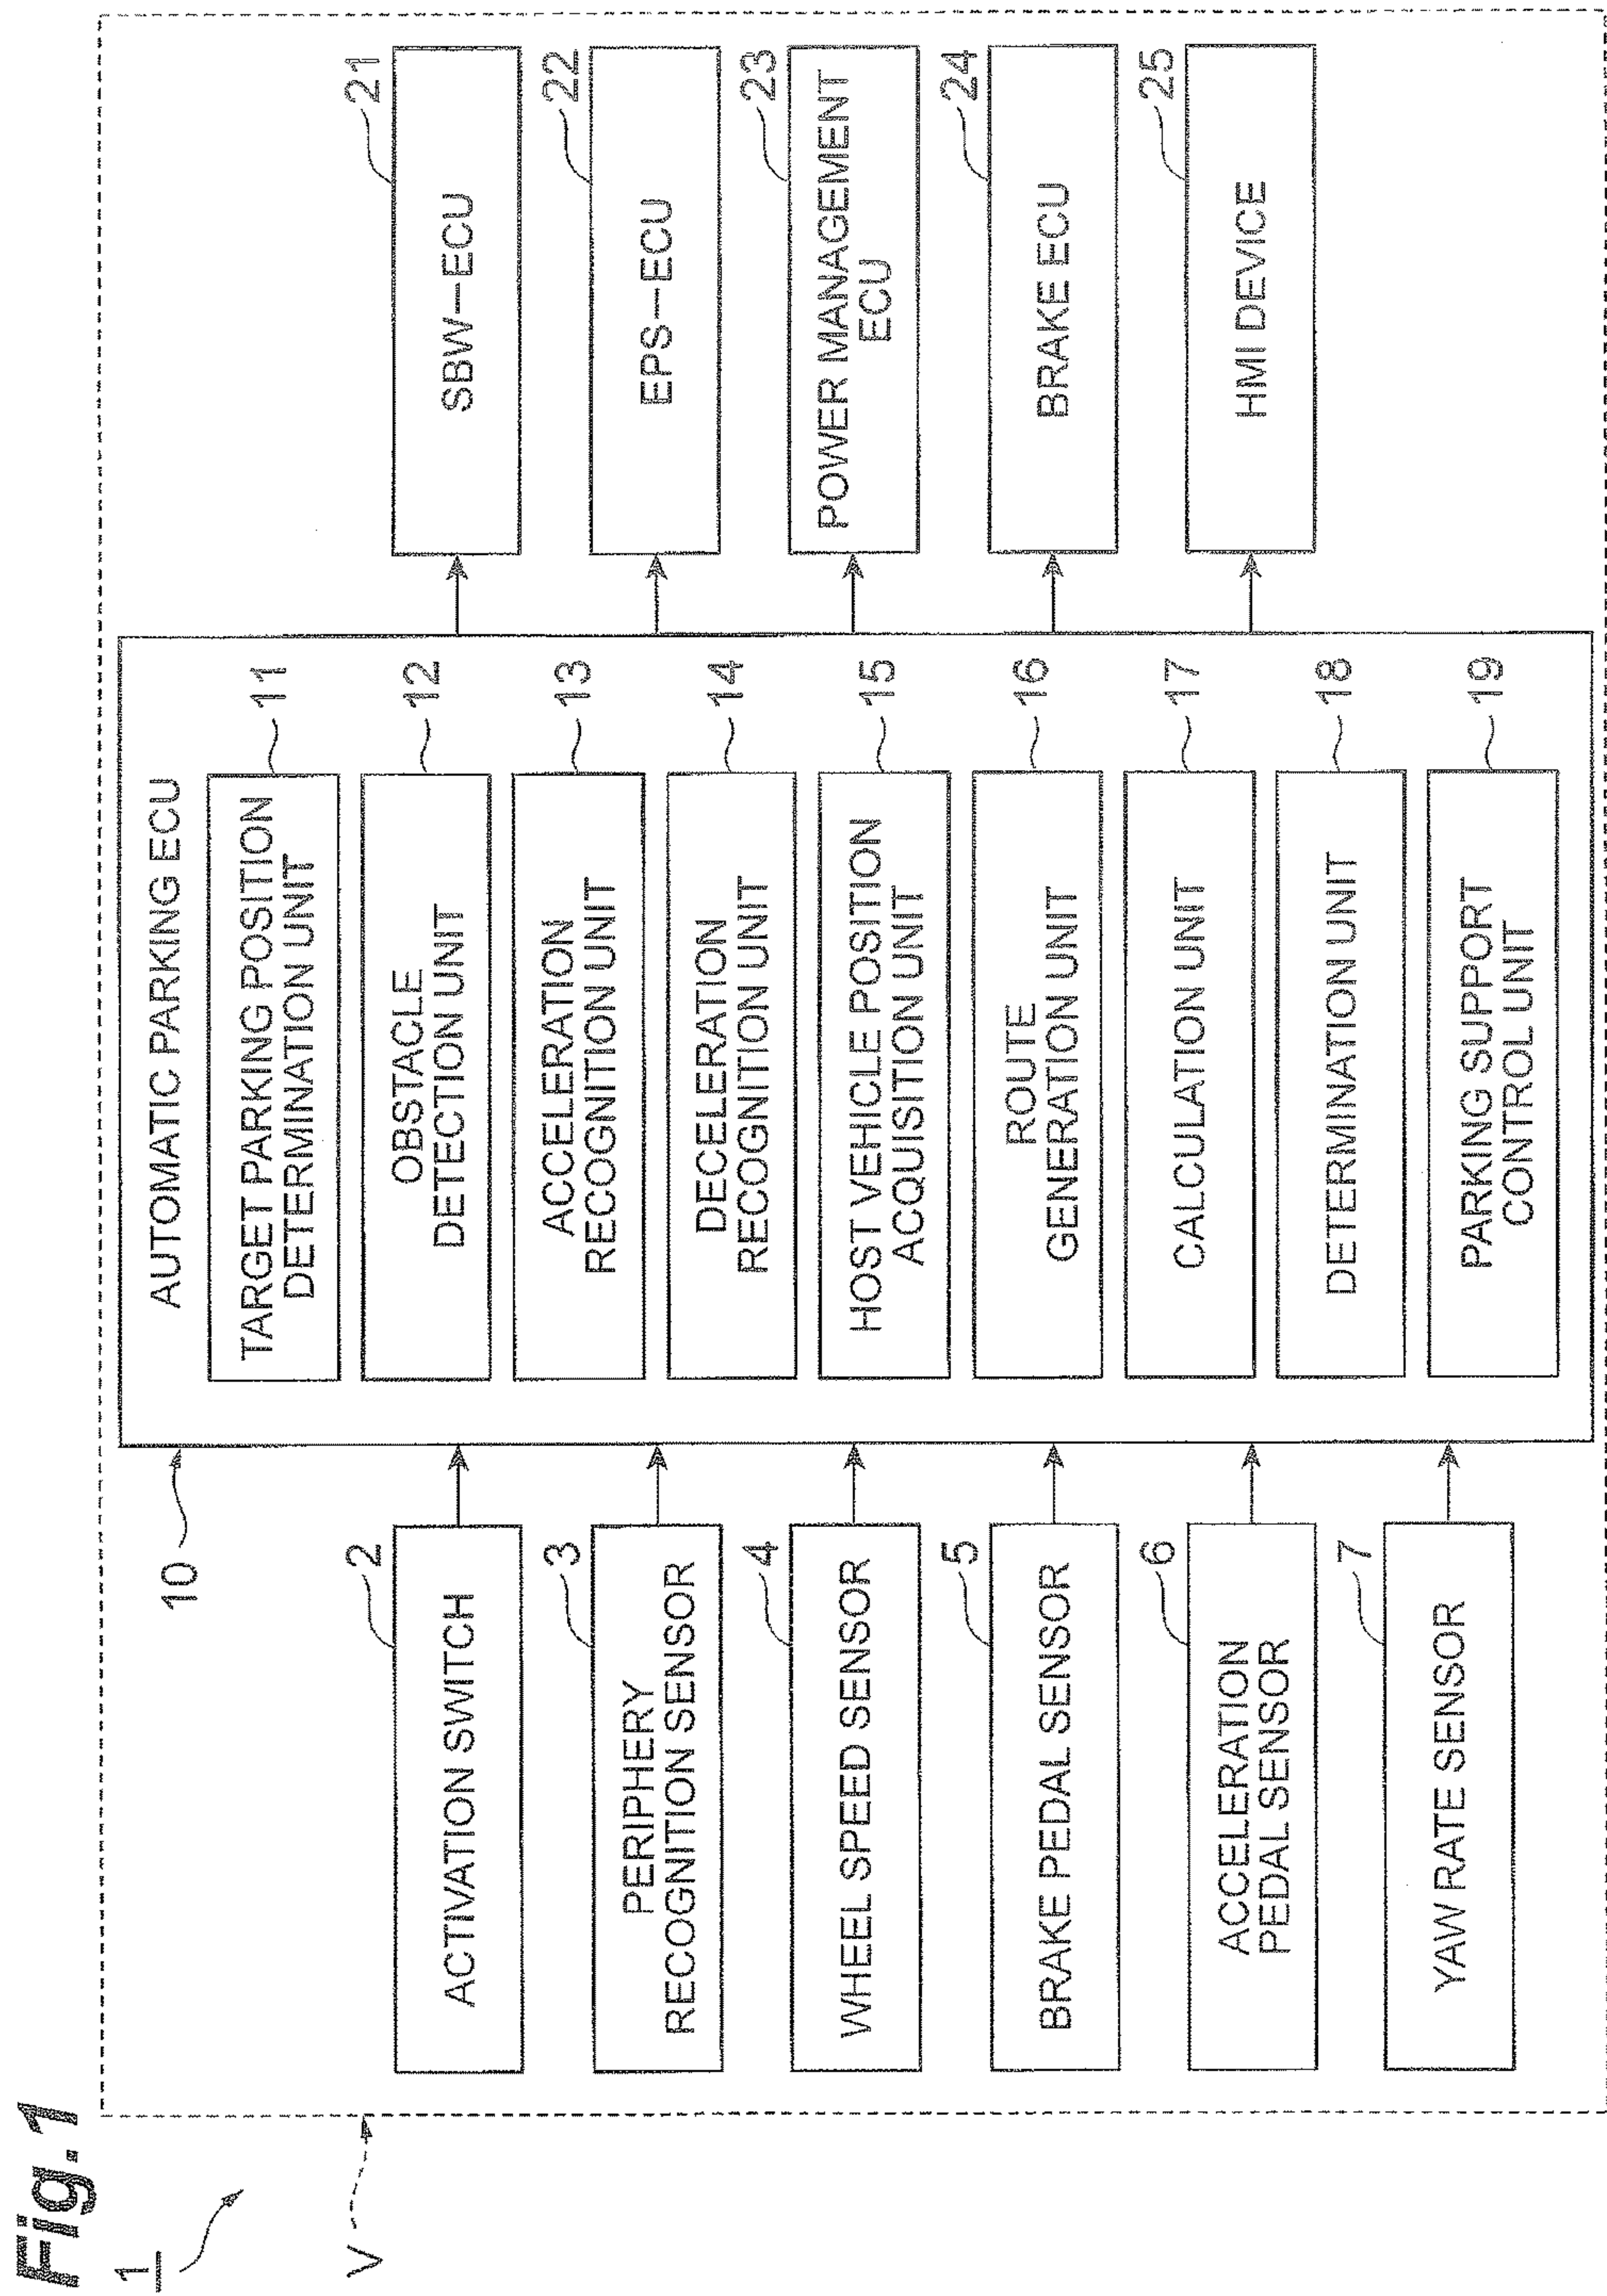 Fig.1
1
V
10
AUTOMATIC PARKING ECU
2
ACTIVATION SWITCH
3
PERIPHERY
RECOGNITION SENSOR
4
WHEEL SPEED SENSOR
5
BRAKE PEDAL SENSOR
6
ACCELERATION
PEDAL SENSOR
7
YAW RATE SENSOR
TARGET PARKING POSITION
DETERMINATION UNIT
11
OBSTACLE
DETECTION UNIT
12
ACCELERATION
RECOGNITION UNIT
13
DECELERATION
RECOGNITION UNIT
14
HOST VEHICLE POSITION
ACQUISITION UNIT
15
ROUTE
GENERATION UNIT
16
CALCULATION UNIT
17
DETERMINATION UNIT
18
PARKING SUPPORT
CONTROL UNIT
19
21
SBW-ECU
22
EPS-ECU
23
POWER MANAGEMENT
ECU
24
BRAKE ECU
25
HMI DEVICE